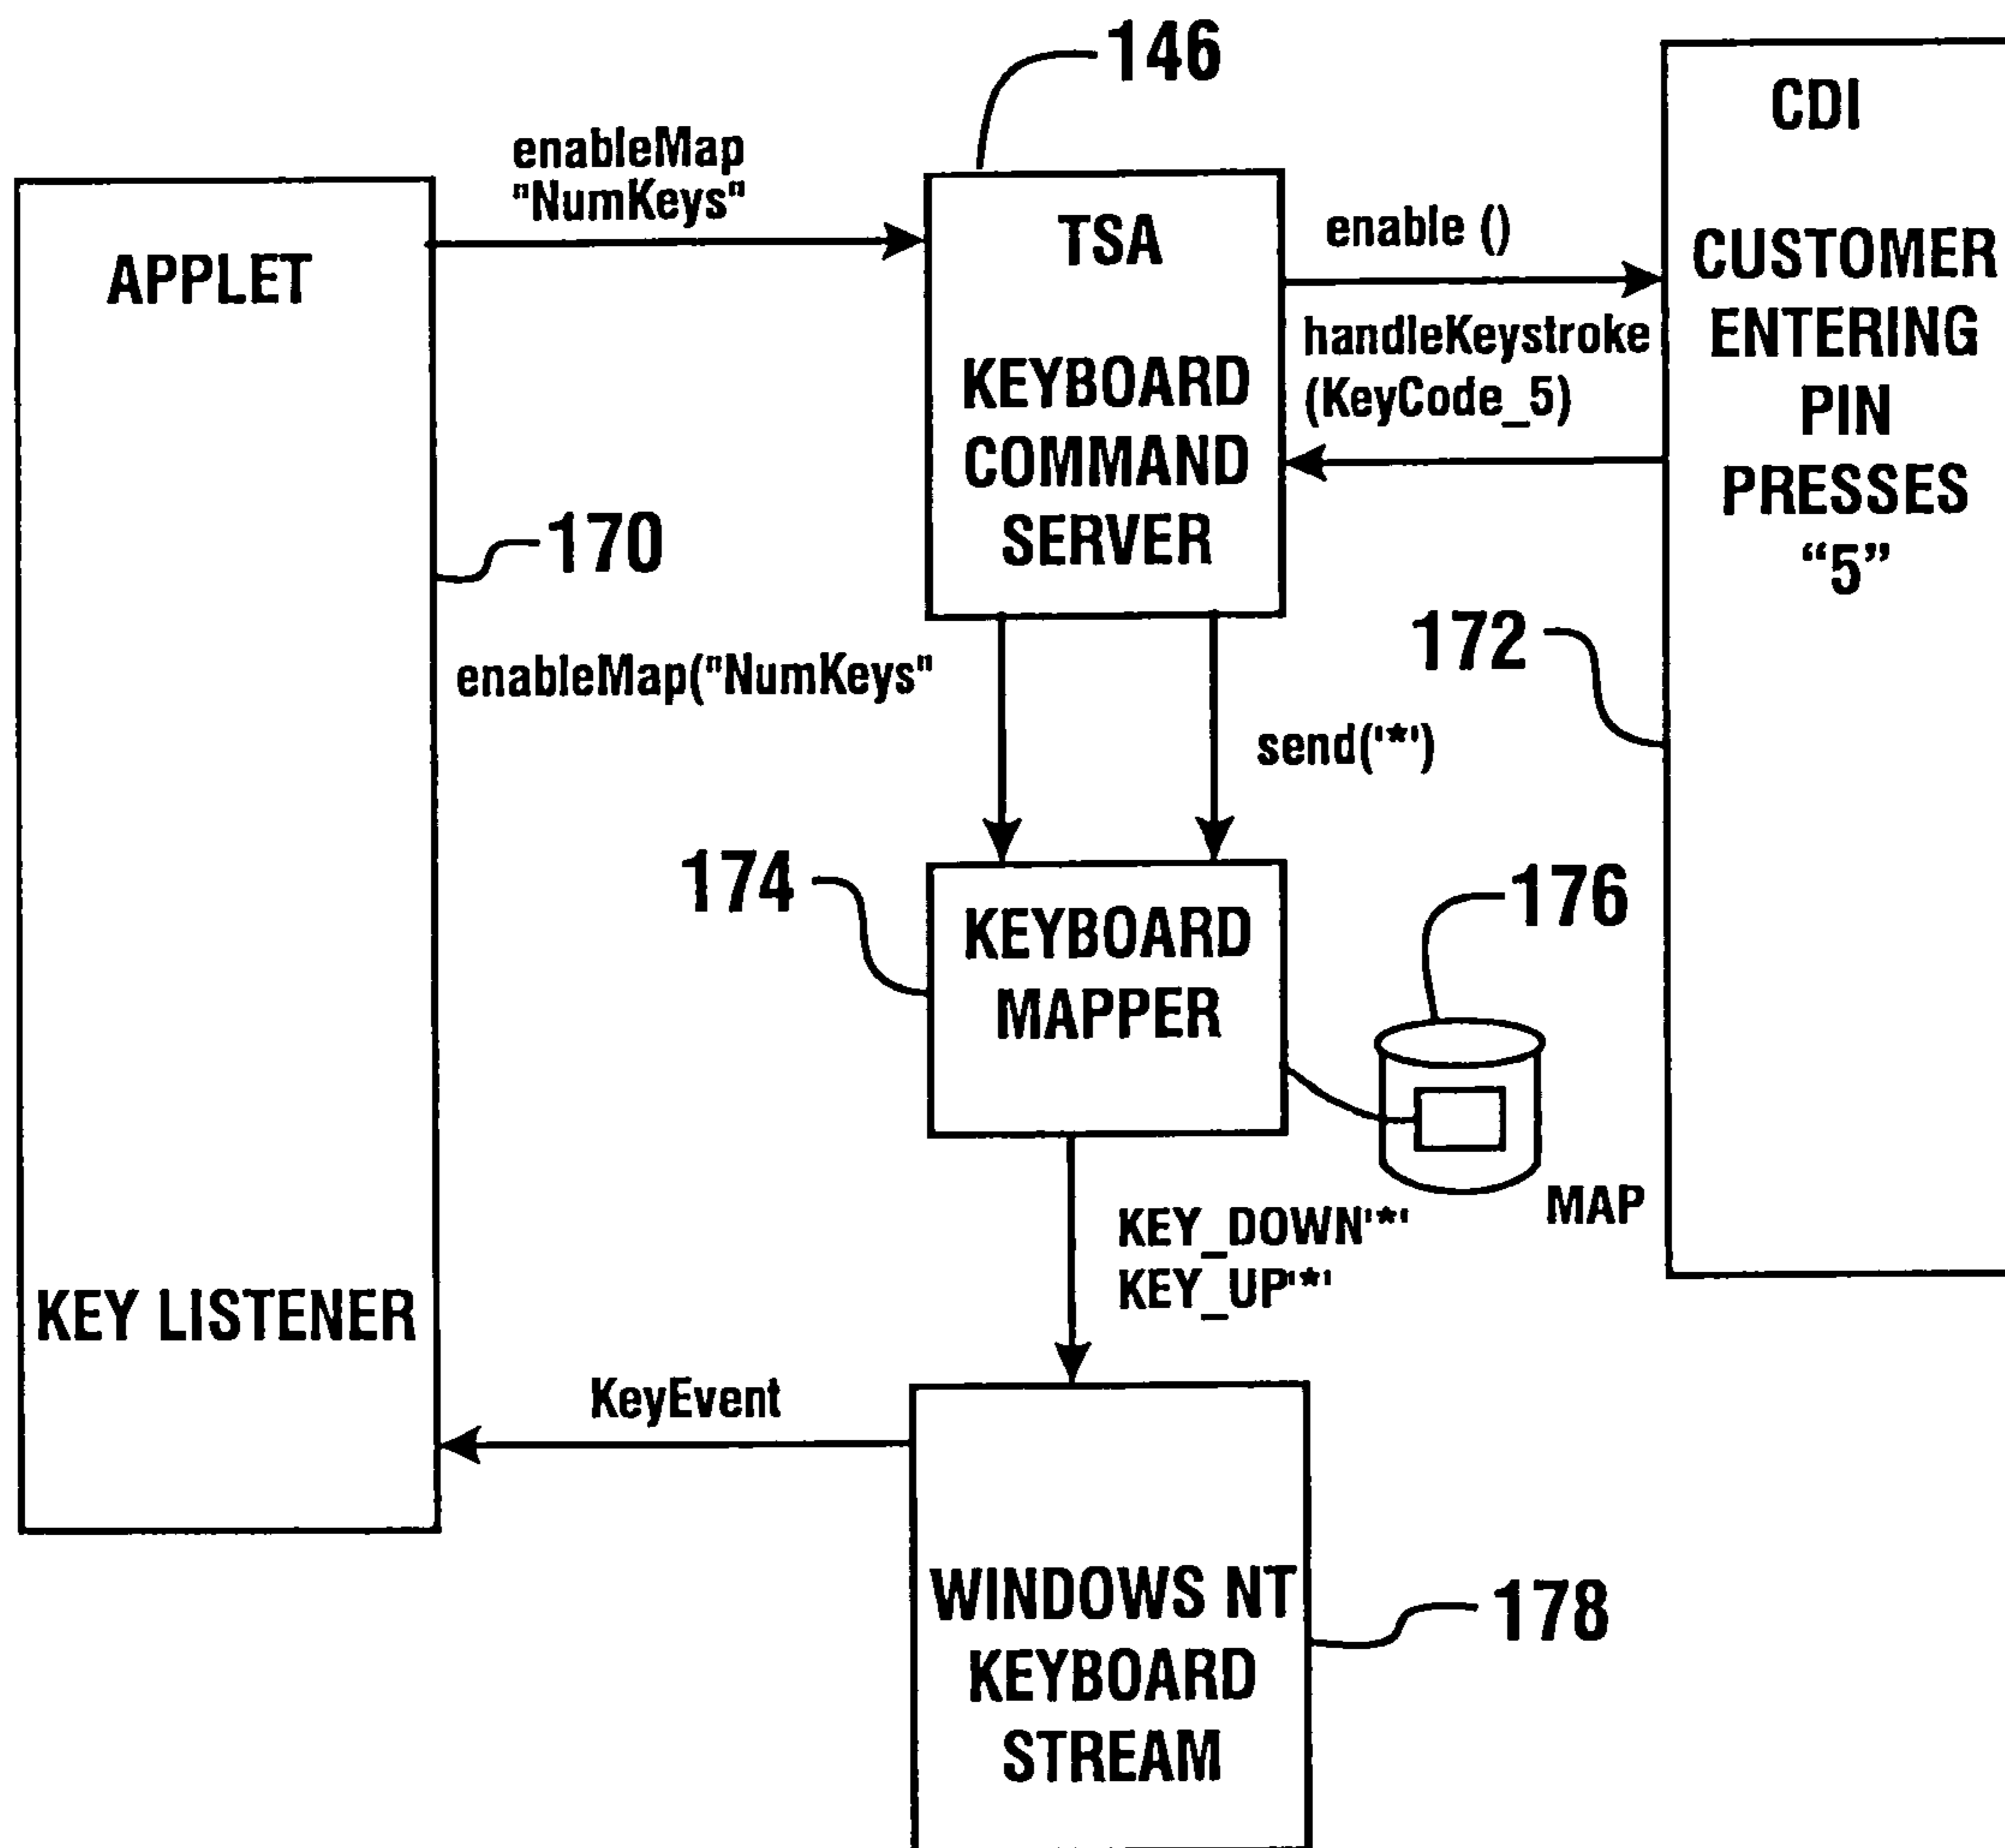 146
CDI
enableMap
"NumKeys"
APPLET
TSA
KEYBOARD
COMMAND
SERVER
enable ()
handleKeystroke
(KeyCode_5)
CUSTOMER
ENTERING
PIN
PRESSES
“5”
170
172
enableMap("NumKeys"
send('*')
174
KEYBOARD
MAPPER
176
MAP
KEY_DOWN'*'
KEY_UP'*'
KEY LISTENER
KeyEvent
WINDOWS NT
KEYBOARD
STREAM
178